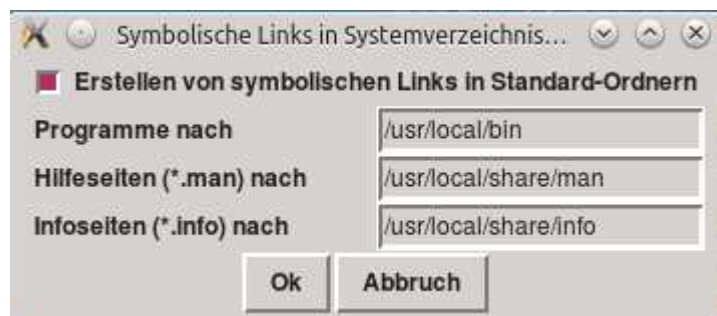 Symbolische Links in Systemverzeichnis...
Erstellen von symbolischen Links in Standard-Ordnern
Programme nach /usr/local/bin
Hilfeseiten (*.man) nach /usr/local/share/man
Infoseiten (*.info) nach /usr/local/share/info
Ok Abbruch